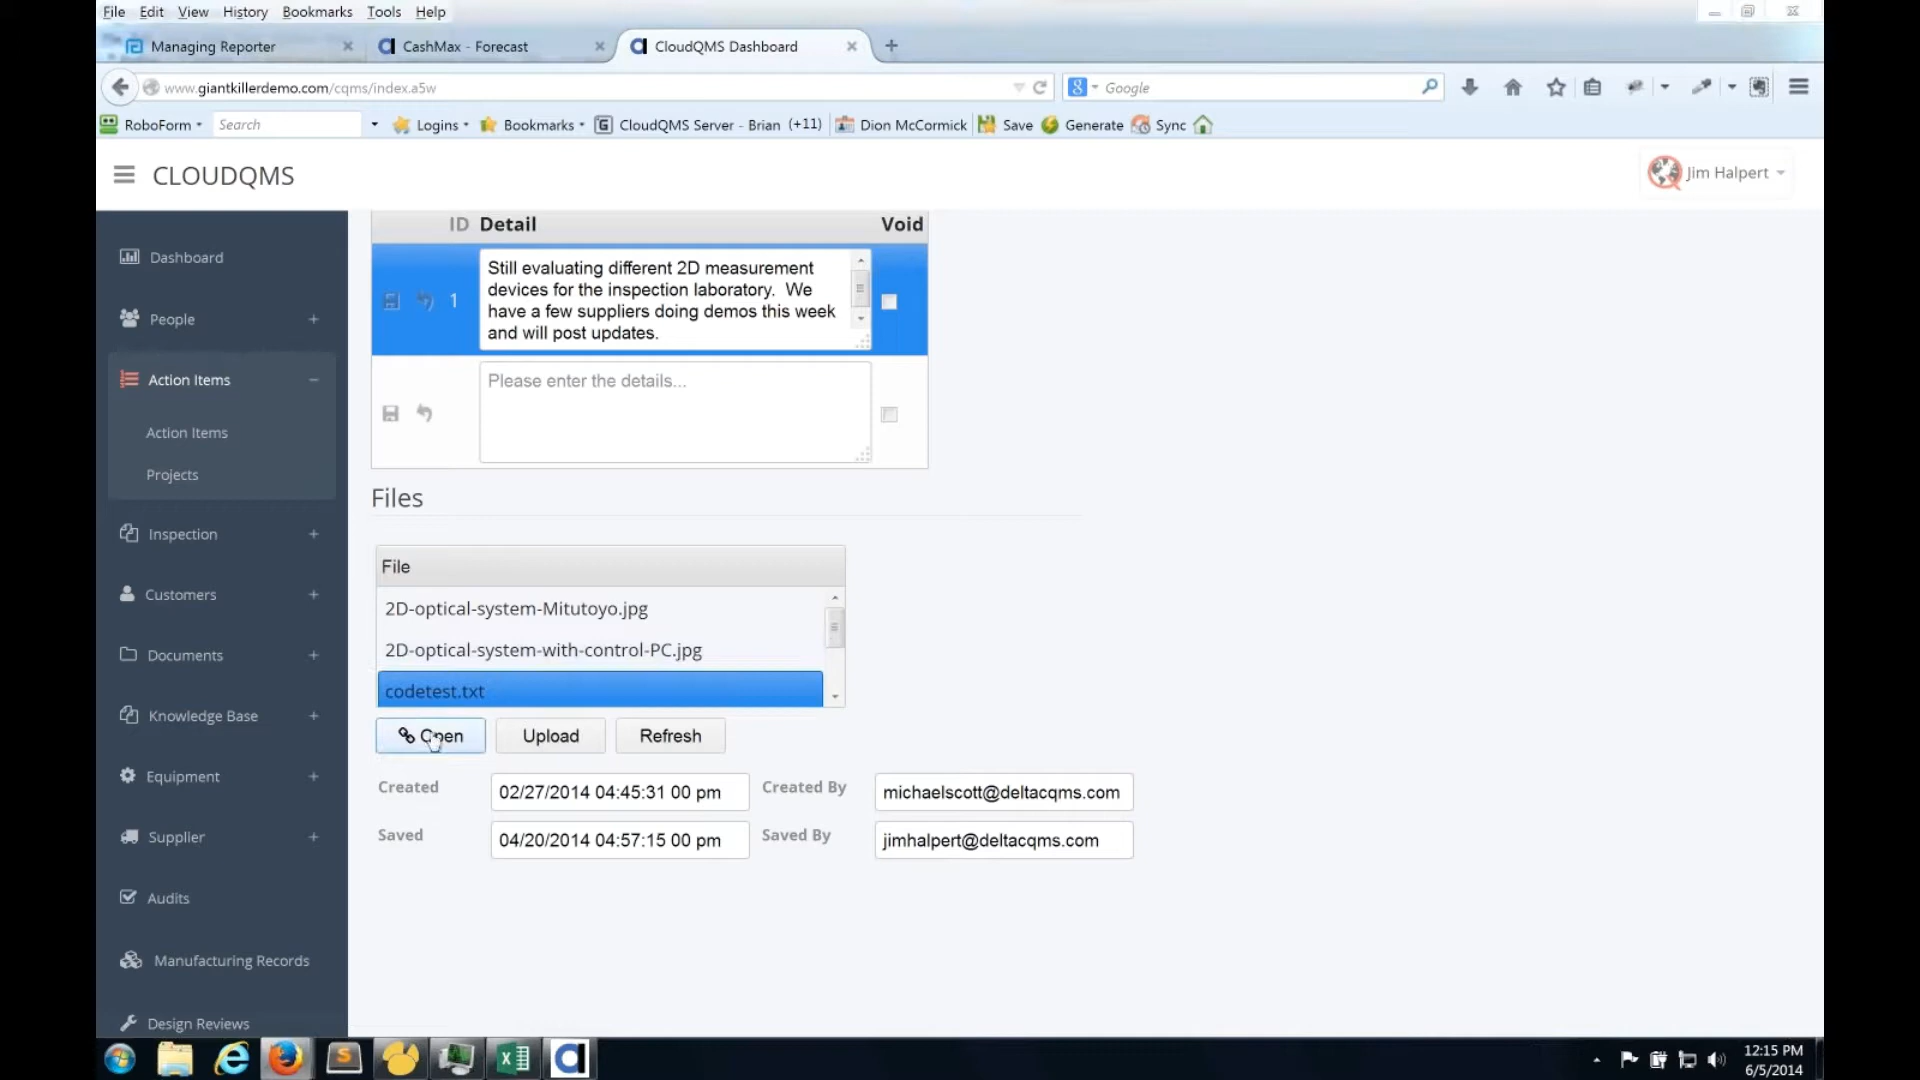 File Edit View History Bookmarks Tools Help
Managing Reporter
CashMax - Forecast
CloudQMS Dashboard
www.giantkillerdemo.com/cqms/index.a5w
Google
RoboForm Search Logins Bookmarks CloudQMS Server - Brian (+11) Dion McCormick Save Generate Sync
CLOUDQMS
Jim Halpert
Dashboard
People +
Action Items –
Action Items
Projects
Inspection +
Customers +
Documents +
Knowledge Base +
Equipment +
Supplier +
Audits
Manufacturing Records
Design Reviews
ID Detail Void
1
Still evaluating different 2D measurement
devices for the inspection laboratory. We
have a few suppliers doing demos this week
and will post updates.
Please enter the details...
Files
File
2D-optical-system-Mitutoyo.jpg
2D-optical-system-with-control-PC.jpg
codetest.txt
Open Upload Refresh
Created 02/27/2014 04:45:31 00 pm Created By michaelscott@deltacqms.com
Saved 04/20/2014 04:57:15 00 pm Saved By jimhalpert@deltacqms.com
12:15 PM
6/5/2014